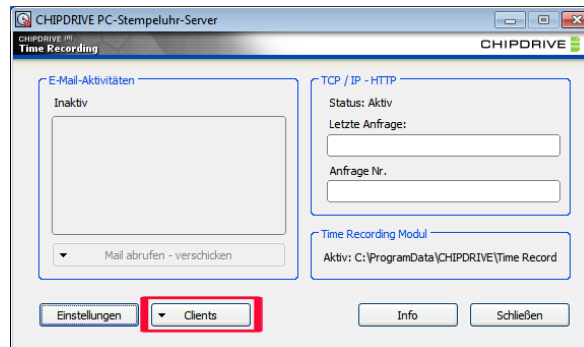 CHIPDRIVE PC-Stempeluhr-Server
CHIPDRIVE (R)
Time Recording
CHIPDRIVE
E-Mail-Aktivitäten
Inaktiv
Mail abrufen - verschicken
TCP / IP - HTTP
Status: Aktiv
Letzte Anfrage:
Anfrage Nr.
Time Recording Modul
Aktiv: C:\ProgramData\CHIPDRIVE\Time Record
Einstellungen
Clients
Info
Schließen